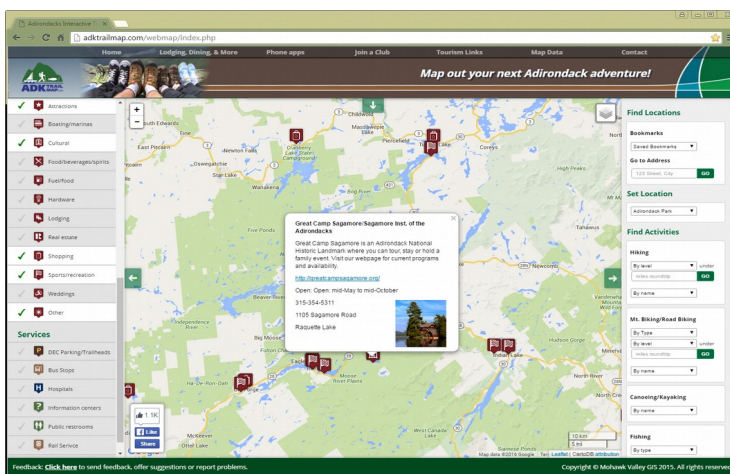 Adirondacks Interactive T
adktrailmap.com/webmap/index.php
Home Lodging, Dining, & More Phone apps Join a Club Tourism Links Map Data Contact
ADK TRAIL MAP
Map out your next Adirondack adventure!
Attractions
Boating/marinas
Cultural
Food/beverages/spirits
Fuel/food
Hardware
Lodging
Real estate
Shopping
Sports/recreation
Weddings
Other
Services
DEC Parking/Trailheads
Bus Stops
Hospitals
Information centers
Public restrooms
Rail Serivce
+
-
outh Edwards
Fine
East Pitcairn
Newton Falls
Oswegatchie
Star Lake
Wanakena
Cranberry
Lake State
Campground
Childwold
Massawepie
Lake
Piercefield
Lake
Coreys
High Peaks
Bog River
Five Ponds
Tahawus
Newcomb
Beaver River
Independence
River
Big Moose
Fulton Ch
Eagle
Moose
River Plains
Ha-De-Ron-Dah
McKeever
Otter Lake
West Canada
Lake
Indian Lake
Hudson Gorge
Minerva
North River
North Cre
Siamese Ponds
Great Camp Sagamore/Sagamore Inst. of the
Adirondacks
Great Camp Sagamore is an Adirondack National
Historic Landmark where you can tour, stay or hold a
family event. Visit our webpage for current programs
and availability.
http://greatcampsagamore.org/
Open: Open: mid-May to mid-October
315-354-5311
1105 Sagamore Road
Raquette Lake
1.1K
Like
Share
10 km
5 mi
Map data ©2016 Google Leaflet | CartoDB attribution
Find Locations
Bookmarks
Saved Bookmarks
Go to Address
123 Street, City GO
Set Location
Adirondack Park
Find Activities
Hiking
By level under
miles roundtrip GO
By name
Mt. Biking/Road Biking
By Type
By level under
miles roundtrip GO
By name
Canoeing/Kayaking
By name
Fishing
By type
Feedback: Click here to send feedback, offer suggestions or report problems.
Copyright © Mohawk Valley GIS 2015. All rights reserved